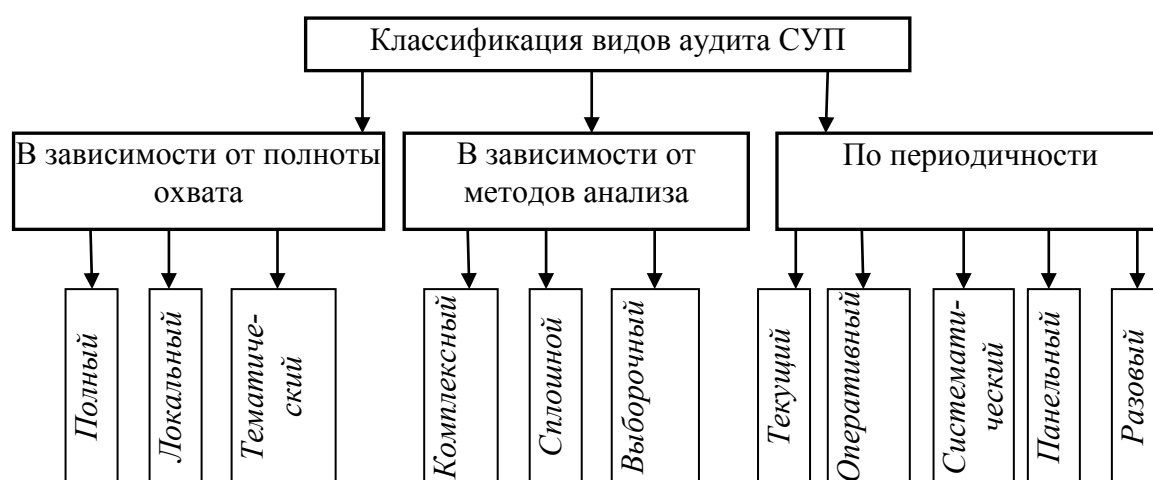 Классификация видов аудита СУП
В зависимости от полноты
охвата
В зависимости от
методов анализа
По периодичности
Полный
Локальный
Тематиче-
ский
Комплексный
Сплошной
Выборочный
Текущий
Оперативный
Системати-
ческий
Панельный
Разовый